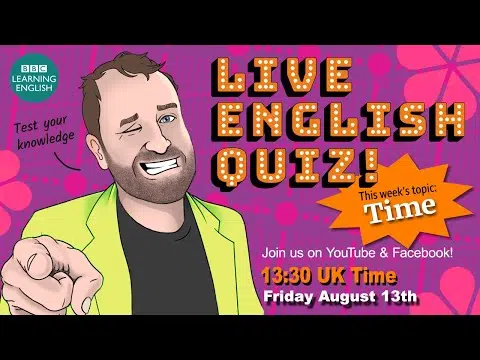 BBC
LEARNING
ENGLISH
Test your
knowledge
LIVE
ENGLISH
QUIZ!
This week's topic:
Time
Join us on YouTube & Facebook!
13:30 UK Time
Friday August 13th